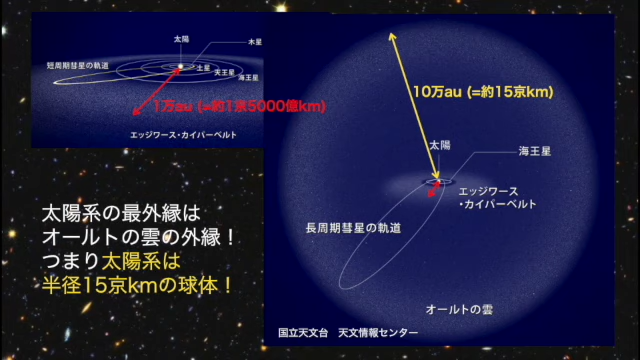 太陽
木星
土星
天王星
海王星
短周期彗星の軌道
1万au (=約1京5000億km)
エッジワース・カイパーベルト
10万au (=約15京km)
太陽
海王星
エッジワース
・カイパーベルト
長周期彗星の軌道
オールトの雲
国立天文台 天文情報センター
太陽系の最外縁は
オールトの雲の外縁！
つまり太陽系は
半径15京kmの球体！